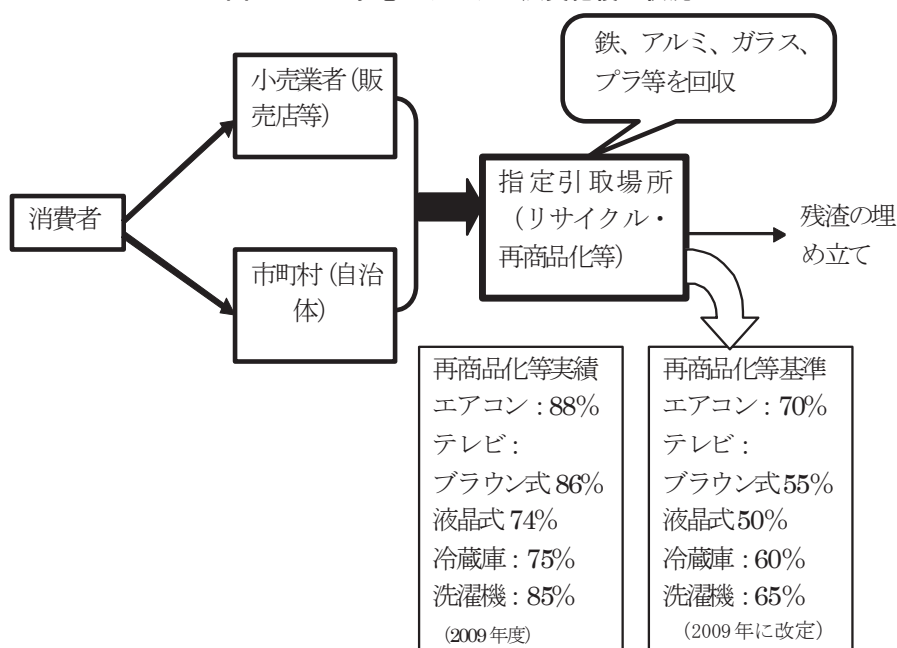 鉄、アルミ、ガラス、
プラ等を回収
小売業者(販
売店等)
消費者
市町村(自治
体)
指定引取場所
(リサイクル・
再商品化等)
残渣の埋
め立て
再商品化等実績
エアコン：88%
テレビ：
ブラウン式86%
液晶式74%
冷蔵庫：75%
洗濯機：85%
(2009年度)
再商品化等基準
エアコン：70%
テレビ：
ブラウン式55%
液晶式50%
冷蔵庫：60%
洗濯機：65%
(2009年に改定)